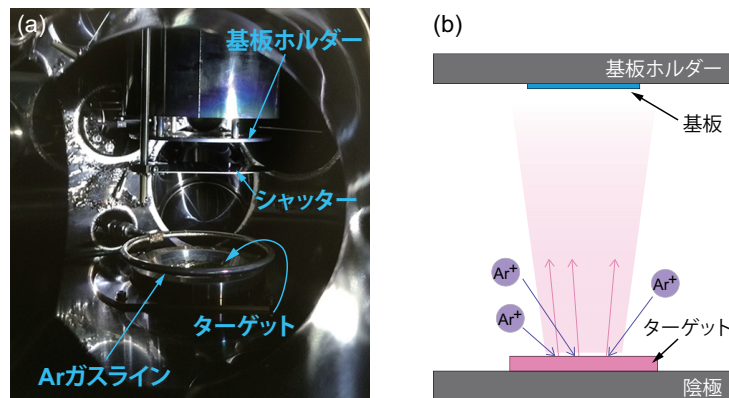 (a)
基板ホルダー
シャッター
ターゲット
Arガスライン
(b)
基板ホルダー
基板
Ar+
Ar+
Ar+
ターゲット
陰極